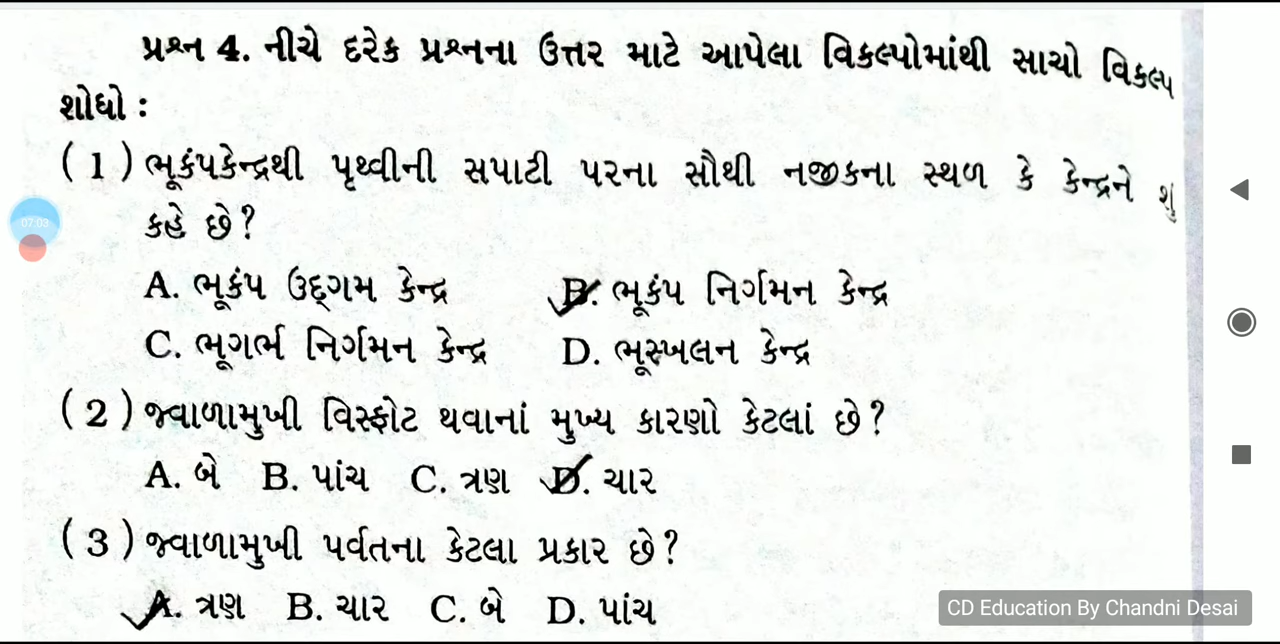 પ્રશ્ન 4. નીચે દરેક પ્રશ્નના ઉત્તર માટે આપેલા વિકલ્પોમાંથી સાચો વિકલ્પ
શોધો :
(1) ભૂકંપકેન્દ્રથી પૃથ્વીની સપાટી પરના સૌથી નજીકના સ્થળ કે કેન્દ્રને શું
કહે છે?
07:03
A. ભૂકંપ ઉદ્‌ગમ કેન્દ્ર B. ભૂકંપ નિર્ગમન કેન્દ્ર
C. ભૂગર્ભ નિર્ગમન કેન્દ્ર D. ભૂસ્ખલન કેન્દ્ર
(2) જ્વાળામુખી વિસ્ફોટ થવાનાં મુખ્ય કારણો કેટલાં છે?
A. બે B. પાંચ C. ત્રણ D. ચાર
(3) જ્વાળામુખી પર્વતના કેટલા પ્રકાર છે?
A. ત્રણ B. ચાર C. બે D. પાંચ
CD Education By Chandni Desai